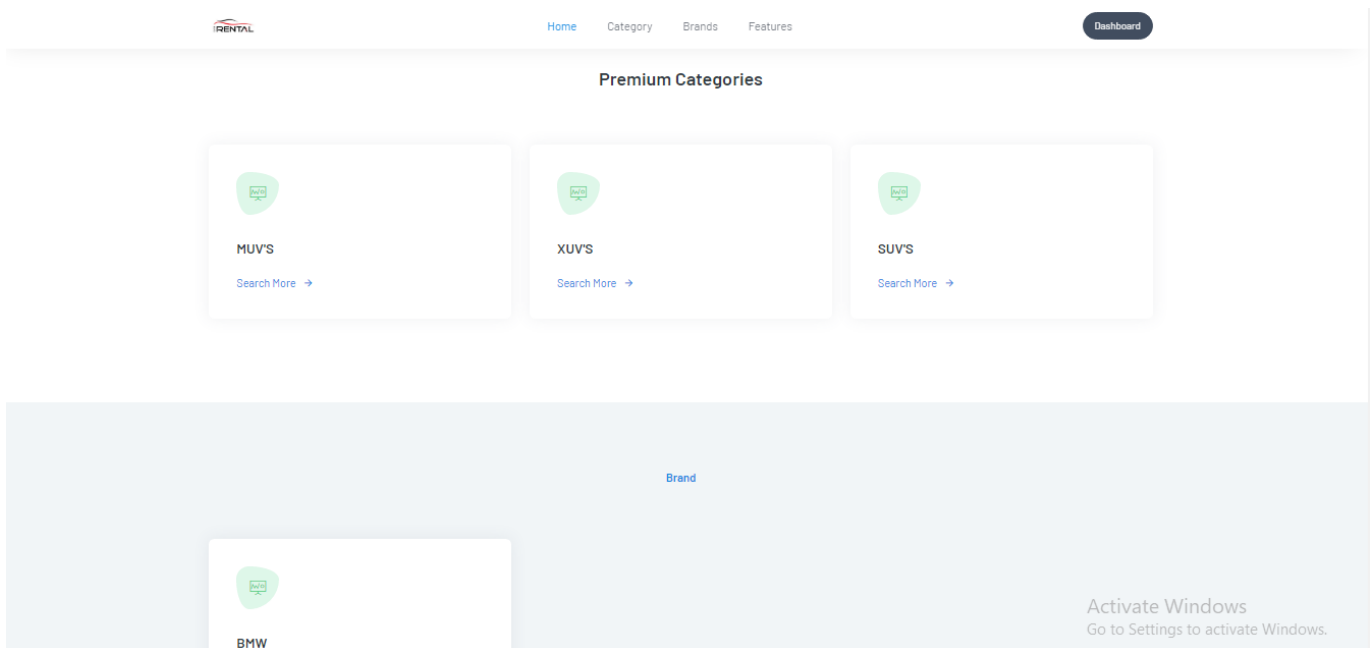 RENTAL
Home Category Brands Features
Dashboard
Premium Categories
MUV'S
Search More →
XUV'S
Search More →
SUV'S
Search More →
Brand
BMW
Activate Windows
Go to Settings to activate Windows.